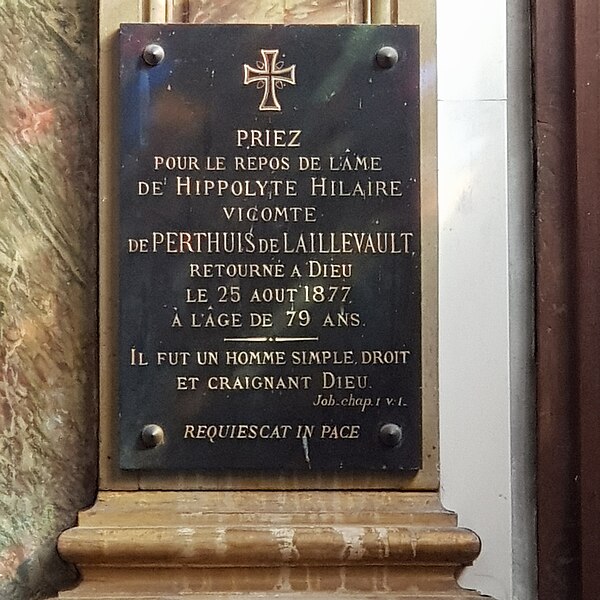 PRIEZ
POUR LE REPOS DE L'ÂME
DE HIPPOLYTE HILAIRE
VICOMTE
DE PERTHUIS DE LAILLEVAULT
RETOURNÉ A DIEU
LE 25 AOUT 1877
À L'ÂGE DE 79 ANS.
IL FUT UN HOMME SIMPLE, DROIT
ET CRAIGNANT DIEU.
Job. chap. 1 v. 1.
REQUIESCAT IN PACE